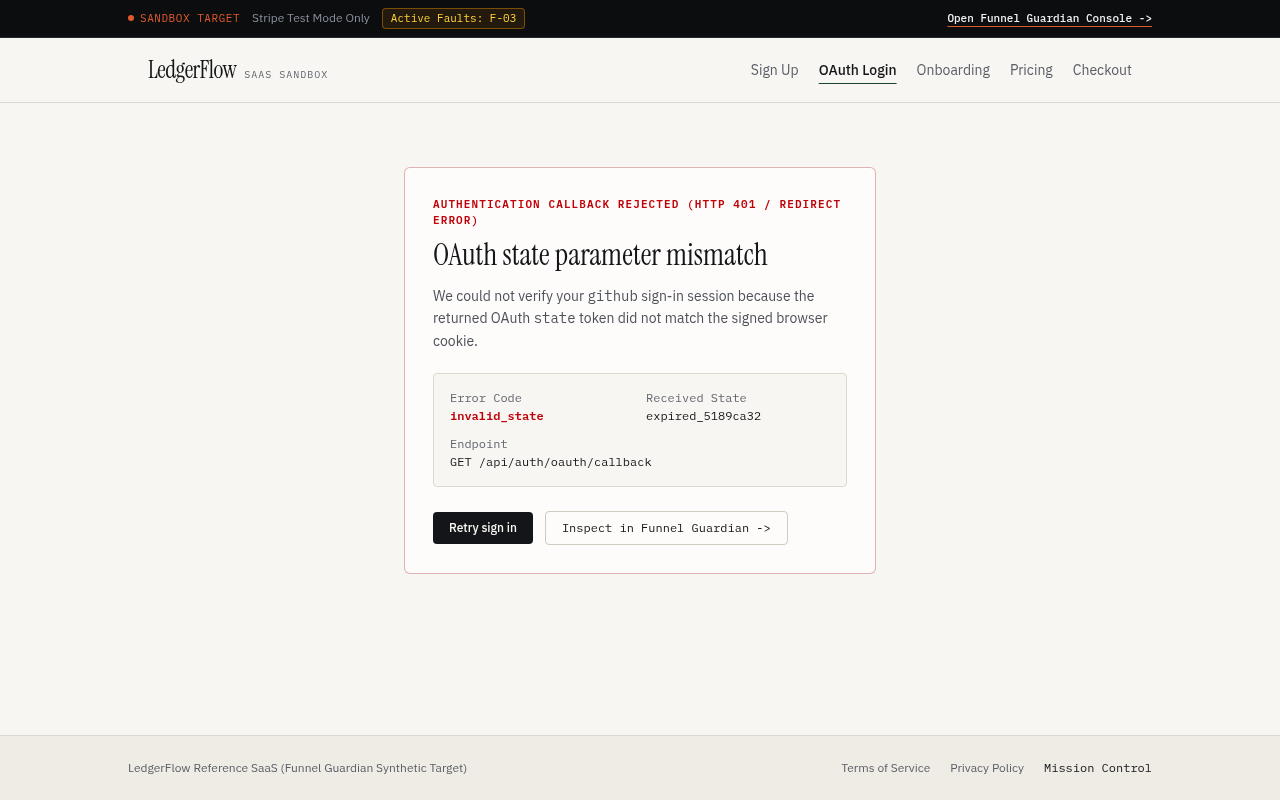 SANDBOX TARGET Stripe Test Mode Only Active Faults: F-03 Open Funnel Guardian Console ->
LedgerFlow SAAS SANDBOX Sign Up OAuth Login Onboarding Pricing Checkout
AUTHENTICATION CALLBACK REJECTED (HTTP 401 / REDIRECT
ERROR)
OAuth state parameter mismatch
We could not verify your github sign-in session because the
returned OAuth state token did not match the signed browser
cookie.
Error Code Received State
invalid_state expired_5189ca32
Endpoint
GET /api/auth/oauth/callback
Retry sign in Inspect in Funnel Guardian ->
LedgerFlow Reference SaaS (Funnel Guardian Synthetic Target) Terms of Service Privacy Policy Mission Control